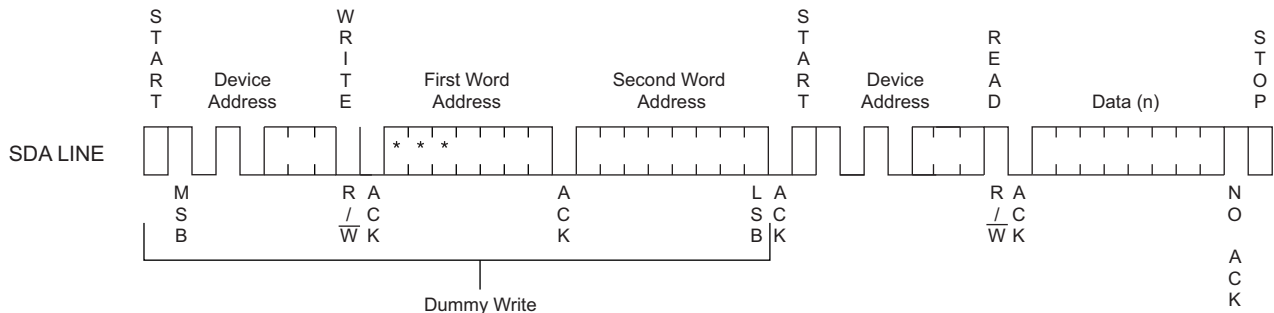 START
WRITE
START
READ
STOP
Device
Address
First Word
Address
Second Word
Address
Device
Address
Data (n)
SDA LINE
* * *
MSB
R/W
ACK
ACK
LSB
ACK
R/W
ACK
NO ACK
Dummy Write